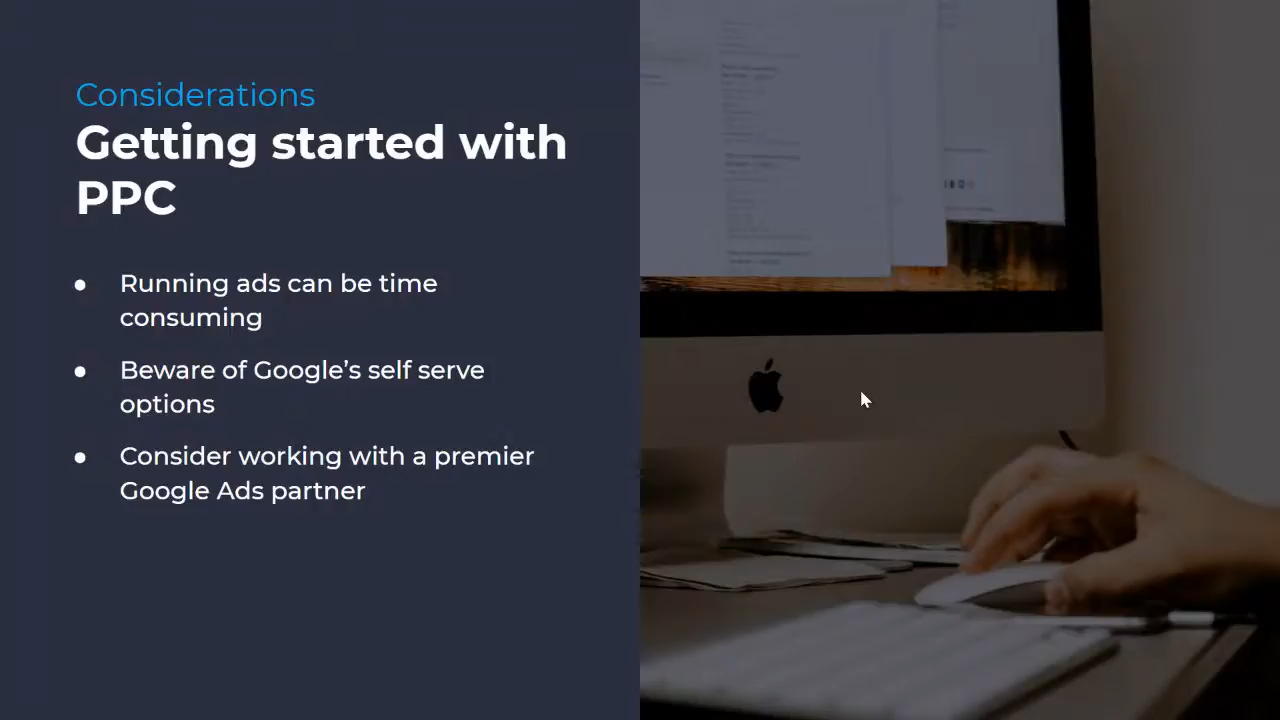 Considerations
Getting started with
PPC
● Running ads can be time
consuming
● Beware of Google’s self serve
options
● Consider working with a premier
Google Ads partner